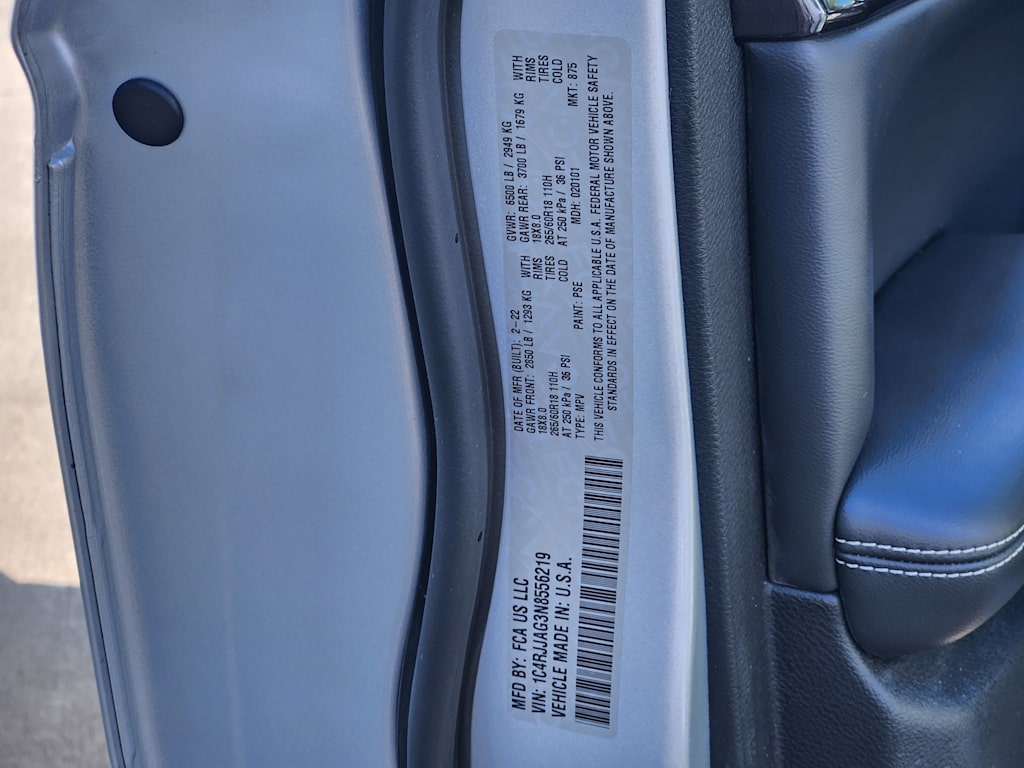 MFD BY: FCA US LLC
VIN: 1C4RJJAG3N8556219
VEHICLE MADE IN: U.S.A.
DATE OF MFR (BUILT): 2-22 GVWR: 6500 LB / 2949 KG
GAWR FRONT: 2850 LB / 1293 KG WITH GAWR REAR: 3700 LB / 1679 KG WITH
18X8.0 RIMS 18X8.0 RIMS
265/60R18 110H TIRES 265/60R18 110H TIRES
AT 250 kPa / 36 PSI COLD AT 250 kPa / 36 PSI COLD
TYPE: MPV PAINT: PSE MDH: 020101 MKT: 875
THIS VEHICLE CONFORMS TO ALL APPLICABLE U.S.A. FEDERAL MOTOR VEHICLE SAFETY
STANDARDS IN EFFECT ON THE DATE OF MANUFACTURE SHOWN ABOVE.